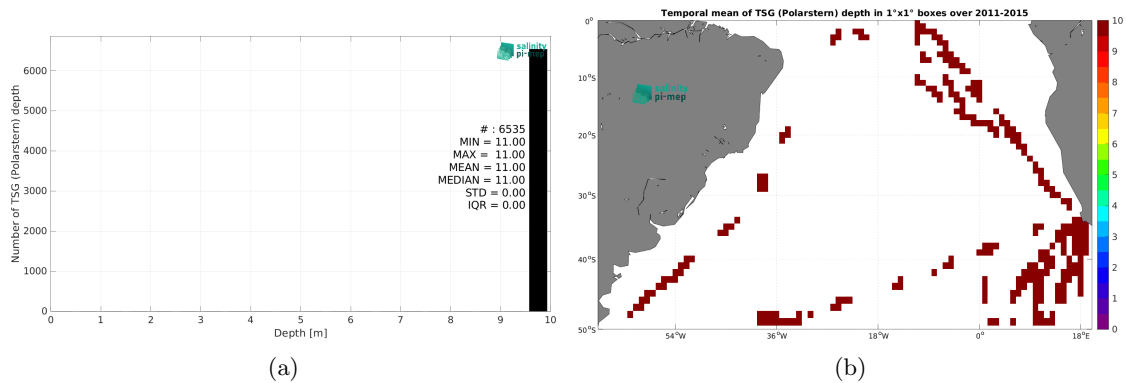 salinity
pi-mep
Number of TSG (Polarstern) depth
6000
5000
4000
3000
2000
1000
0
# : 6535
MIN = 11.00
MAX = 11.00
MEAN = 11.00
MEDIAN = 11.00
STD = 0.00
IQR = 0.00
0 1 2 3 4 5 6 7 8 9 10
Depth [m]
(a)
Temporal mean of TSG (Polarstern) depth in 1°x1° boxes over 2011-2015
0°
10°S
20°S
30°S
40°S
50°S
salinity
pi-mep
54°W 36°W 18°W 0° 18°E
10
9
8
7
6
5
4
3
2
1
0
(b)